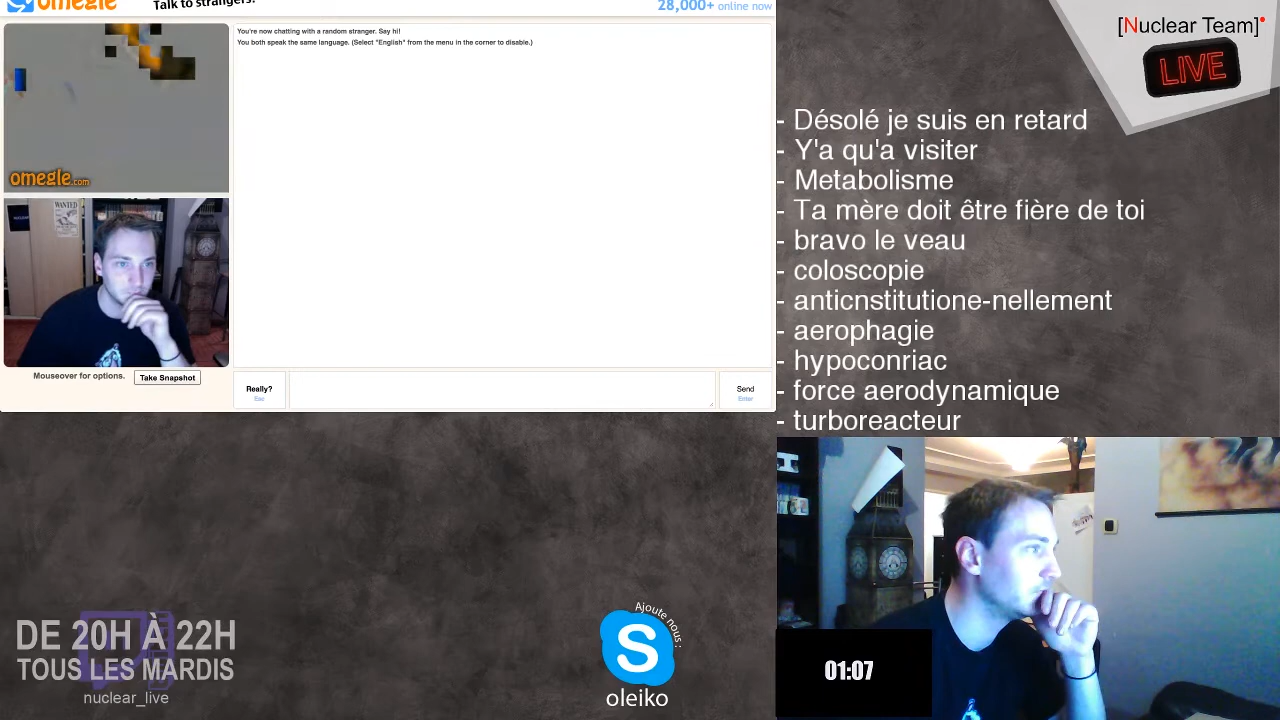 omegle
Talk to strangers!
28,000+ online now
You're now chatting with a random stranger. Say hi!
You both speak the same language. (Select "English" from the menu in the corner to disable.)
omegle.com
WANTED
Mouseover for options.
Take Snapshot
Really?
Esc
Send
Enter
[Nuclear Team]
LIVE
- Désolé je suis en retard
- Y'a qu'a visiter
- Metabolisme
- Ta mère doit être fière de toi
- bravo le veau
- coloscopie
- anticnstitutione-nellement
- aerophagie
- hypoconriac
- force aerodynamique
- turboreacteur
DE 20H À 22H
TOUS LES MARDIS
nuclear_live
Ajoute nous :
S
oleiko
01:07